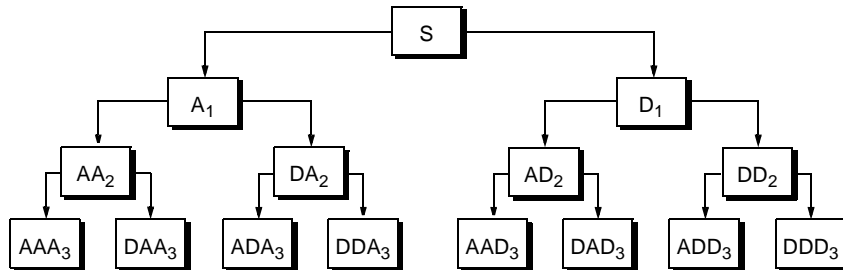 S
A₁ D₁
AA₂ DA₂ AD₂ DD₂
AAA₃ DAA₃ ADA₃ DDA₃ AAD₃ DAD₃ ADD₃ DDD₃